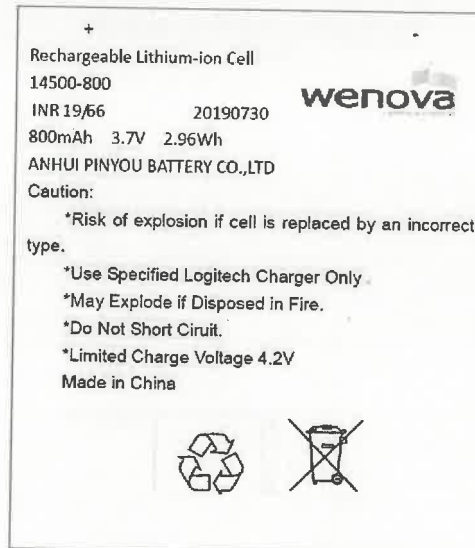 + -
Rechargeable Lithium-ion Cell
14500-800
wenova
INR 19/66 20190730
800mAh 3.7V 2.96Wh
ANHUI PINYOU BATTERY CO.,LTD
Caution:
*Risk of explosion if cell is replaced by an incorrect
type.
*Use Specified Logitech Charger Only
*May Explode if Disposed in Fire.
*Do Not Short Ciruit.
*Limited Charge Voltage 4.2V
Made in China